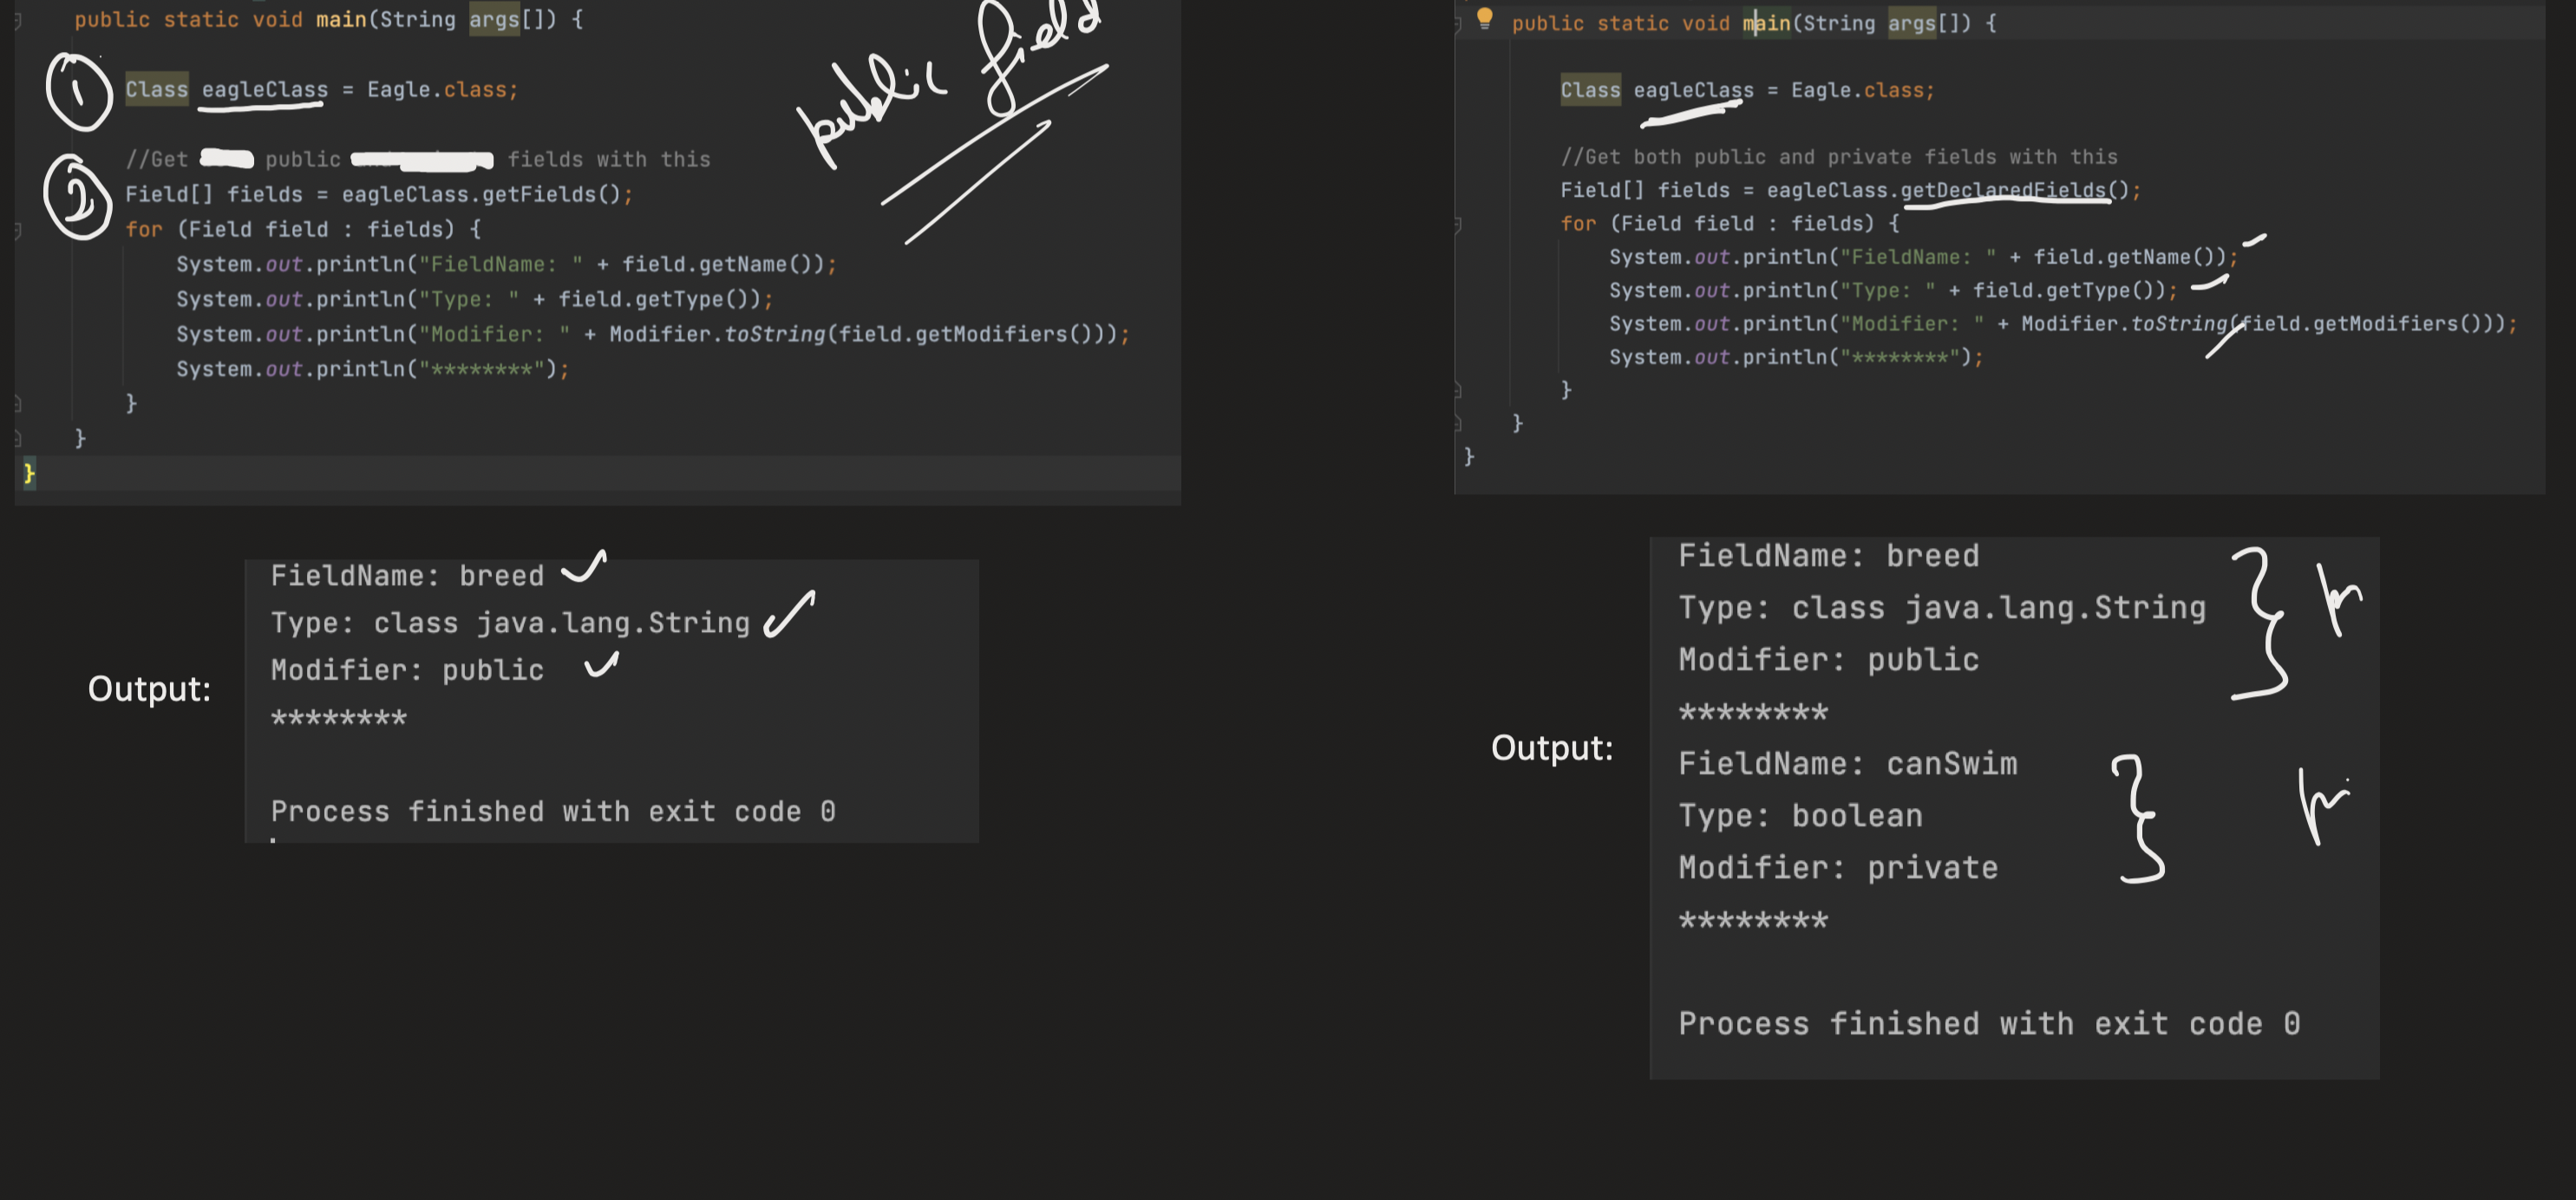 public static void main(String args[]) {
public field
1
Class eagleClass = Eagle.class;
//Get public fields with this
2
Field[] fields = eagleClass.getFields();
for (Field field : fields) {
System.out.println("FieldName: " + field.getName());
System.out.println("Type: " + field.getType());
System.out.println("Modifier: " + Modifier.toString(field.getModifiers()));
System.out.println("********");
}
}
}
Output:
FieldName: breed
Type: class java.lang.String
Modifier: public
********
Process finished with exit code 0
public static void main(String args[]) {
Class eagleClass = Eagle.class;
//Get both public and private fields with this
Field[] fields = eagleClass.getDeclaredFields();
for (Field field : fields) {
System.out.println("FieldName: " + field.getName());
System.out.println("Type: " + field.getType());
System.out.println("Modifier: " + Modifier.toString(field.getModifiers()));
System.out.println("********");
}
}
}
Output:
FieldName: breed
Type: class java.lang.String
Modifier: public
********
FieldName: canSwim
Type: boolean
Modifier: private
********
Process finished with exit code 0